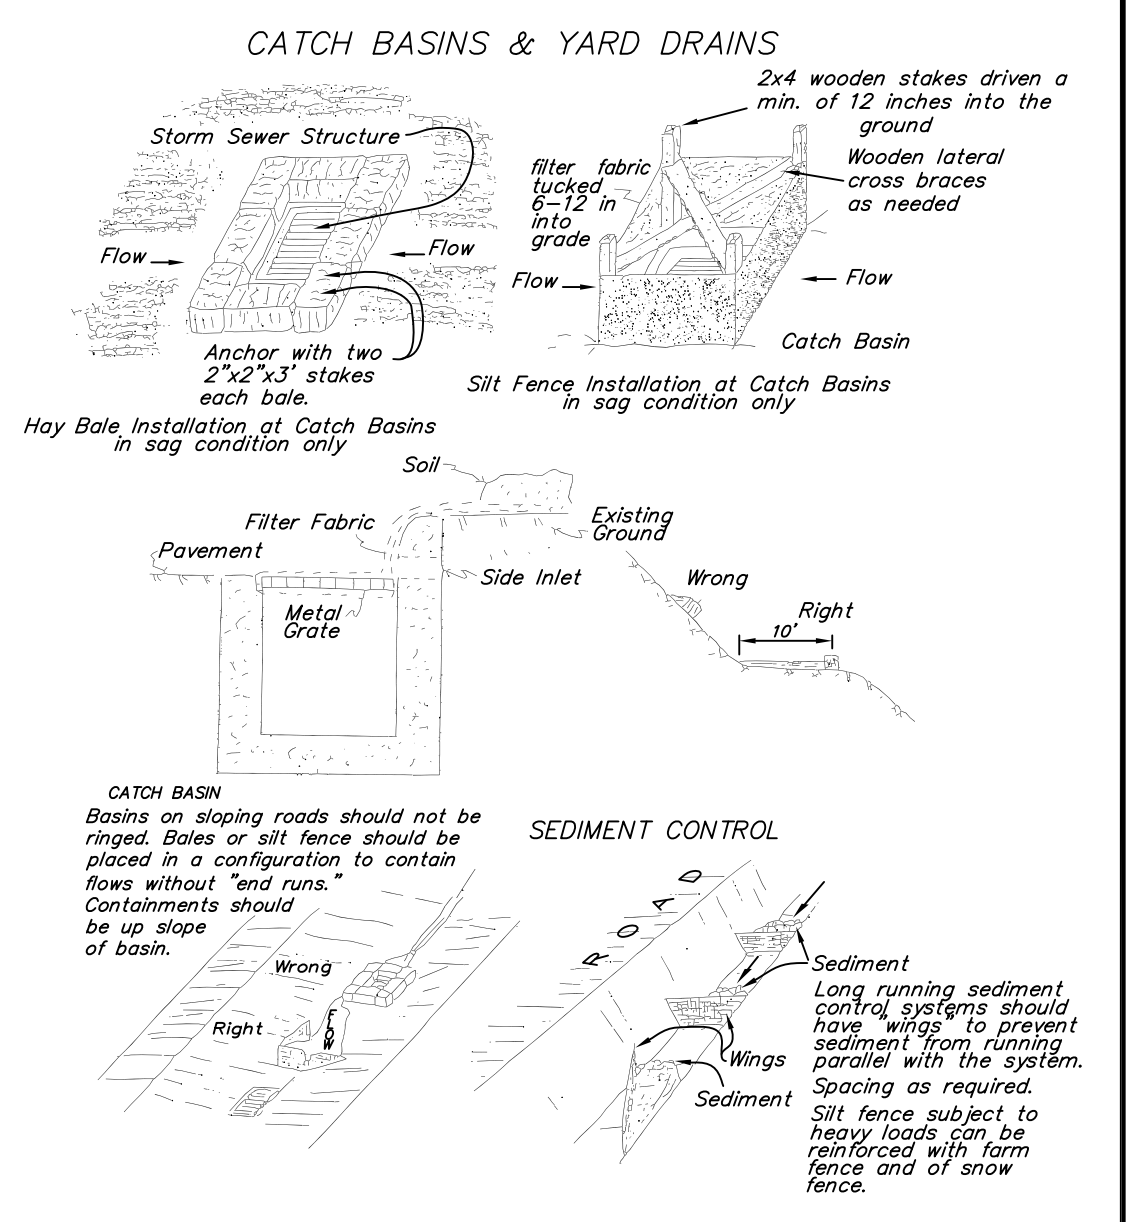 CATCH BASINS & YARD DRAINS
2x4 wooden stakes driven a
min. of 12 inches into the
ground
Storm Sewer Structure
filter fabric
tucked
6-12 in
into
grade
Wooden lateral
cross braces
as needed
Flow
Flow
Flow
Flow
Catch Basin
Anchor with two
2"x2"x3' stakes
each bale.
Silt Fence Installation at Catch Basins
in sag condition only
Hay Bale Installation at Catch Basins
in sag condition only
Soil
Filter Fabric
Existing
Ground
Pavement
Side Inlet
Metal
Grate
Wrong
Right
10'
CATCH BASIN
Basins on sloping roads should not be
ringed. Bales or silt fence should be
placed in a configuration to contain
flows without "end runs."
Containments should
be up slope
of basin.
Wrong
Right
FLOW
SEDIMENT CONTROL
ROAD
Sediment
Long running sediment
control, systems should
have "wings" to prevent
sediment from running
parallel with the system.
Wings
Spacing as required.
Sediment
Silt fence subject to
heavy loads can be
reinforced with farm
fence and of snow
fence.